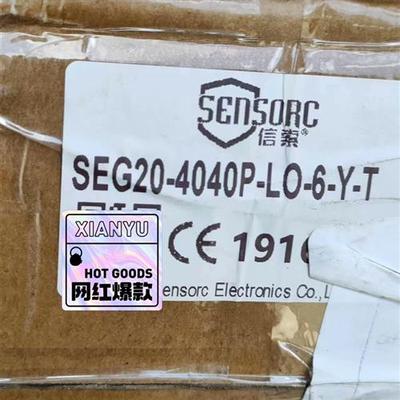 SENSORC
信索®
SEG20-4040P-LO-6-Y-T
XIANYU
CE 1916
HOT GOODS
网红爆款
ensorc Electronics Co.,L